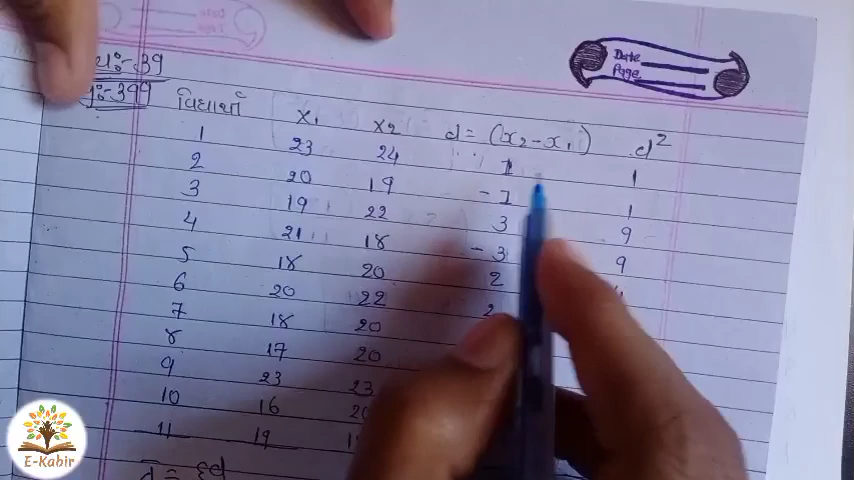 Date
Page
39
399 विद्यार्थी x₁ x₂ d = (x₂ - x₁) d²
1 23 24 1 1
2 20 19 -1 1
3 19 22 3 9
4 21 18 -3 9
5 18 20 2
6 20 22 2
7 18 20
8 17 20
9 23 23
10 16 20
11 19
d̄ = Σd
E-Kabir